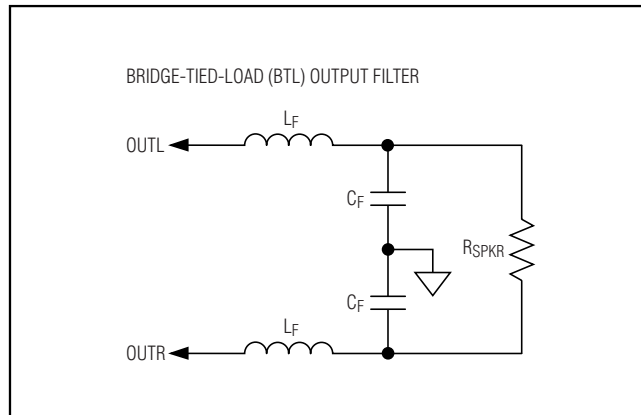 BRIDGE-TIED-LOAD (BTL) OUTPUT FILTER
LF
OUTL
CF
RSPKR
CF
LF
OUTR